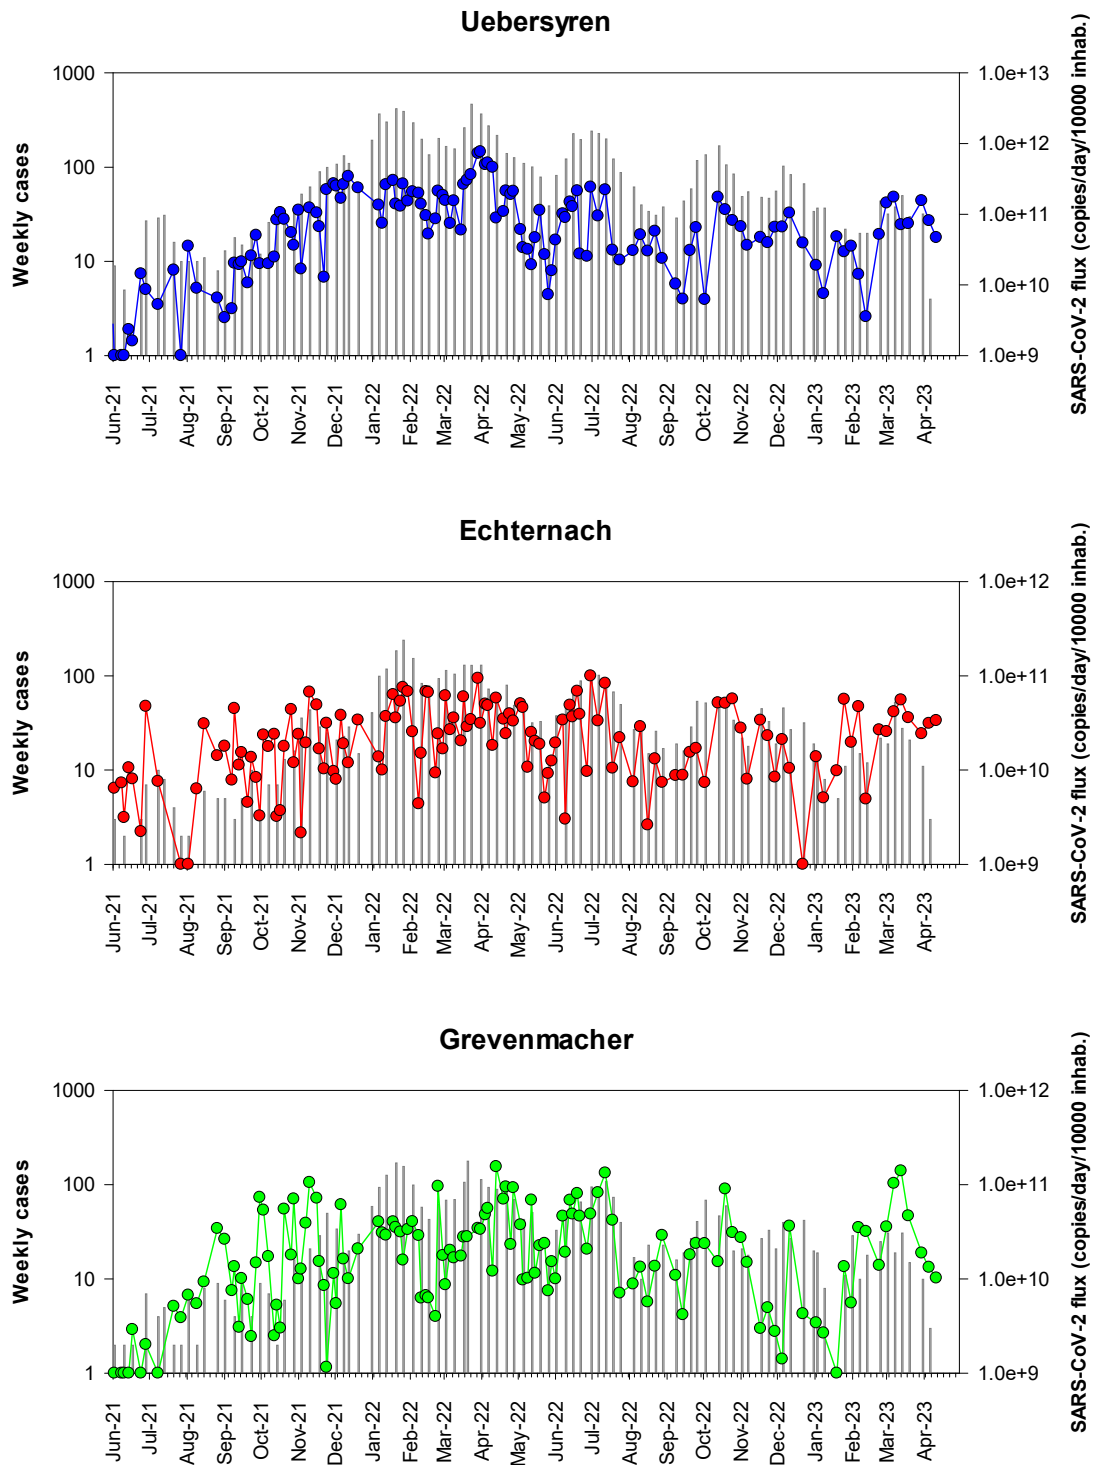 Uebersyren
Weekly cases
SARS-CoV-2 flux (copies/day/10000 inhab.)
1000
100
10
1
1.0e+13
1.0e+12
1.0e+11
1.0e+10
1.0e+9
Jun-21
Jul-21
Aug-21
Sep-21
Oct-21
Nov-21
Dec-21
Jan-22
Feb-22
Mar-22
Apr-22
May-22
Jun-22
Jul-22
Aug-22
Sep-22
Oct-22
Nov-22
Dec-22
Jan-23
Feb-23
Mar-23
Apr-23
Echternach
Weekly cases
SARS-CoV-2 flux (copies/day/10000 inhab.)
1000
100
10
1
1.0e+12
1.0e+11
1.0e+10
1.0e+9
Jun-21
Jul-21
Aug-21
Sep-21
Oct-21
Nov-21
Dec-21
Jan-22
Feb-22
Mar-22
Apr-22
May-22
Jun-22
Jul-22
Aug-22
Sep-22
Oct-22
Nov-22
Dec-22
Jan-23
Feb-23
Mar-23
Apr-23
Grevenmacher
Weekly cases
SARS-CoV-2 flux (copies/day/10000 inhab.)
1000
100
10
1
1.0e+12
1.0e+11
1.0e+10
1.0e+9
Jun-21
Jul-21
Aug-21
Sep-21
Oct-21
Nov-21
Dec-21
Jan-22
Feb-22
Mar-22
Apr-22
May-22
Jun-22
Jul-22
Aug-22
Sep-22
Oct-22
Nov-22
Dec-22
Jan-23
Feb-23
Mar-23
Apr-23